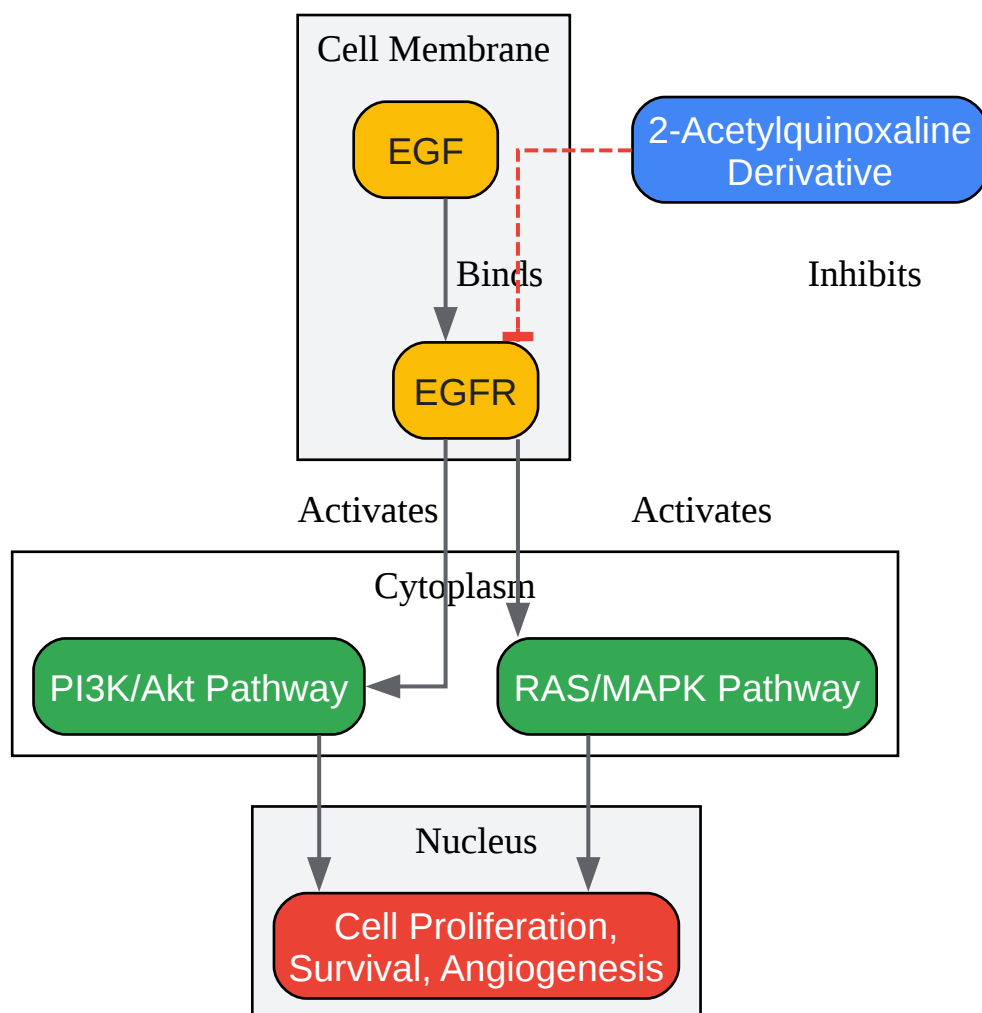 Cell Membrane
EGF
2-Acetylquinoxaline
Derivative
Binds
Inhibits
EGFR
Activates
Activates
Cytoplasm
PI3K/Akt Pathway
RAS/MAPK Pathway
Nucleus
Cell Proliferation,
Survival, Angiogenesis